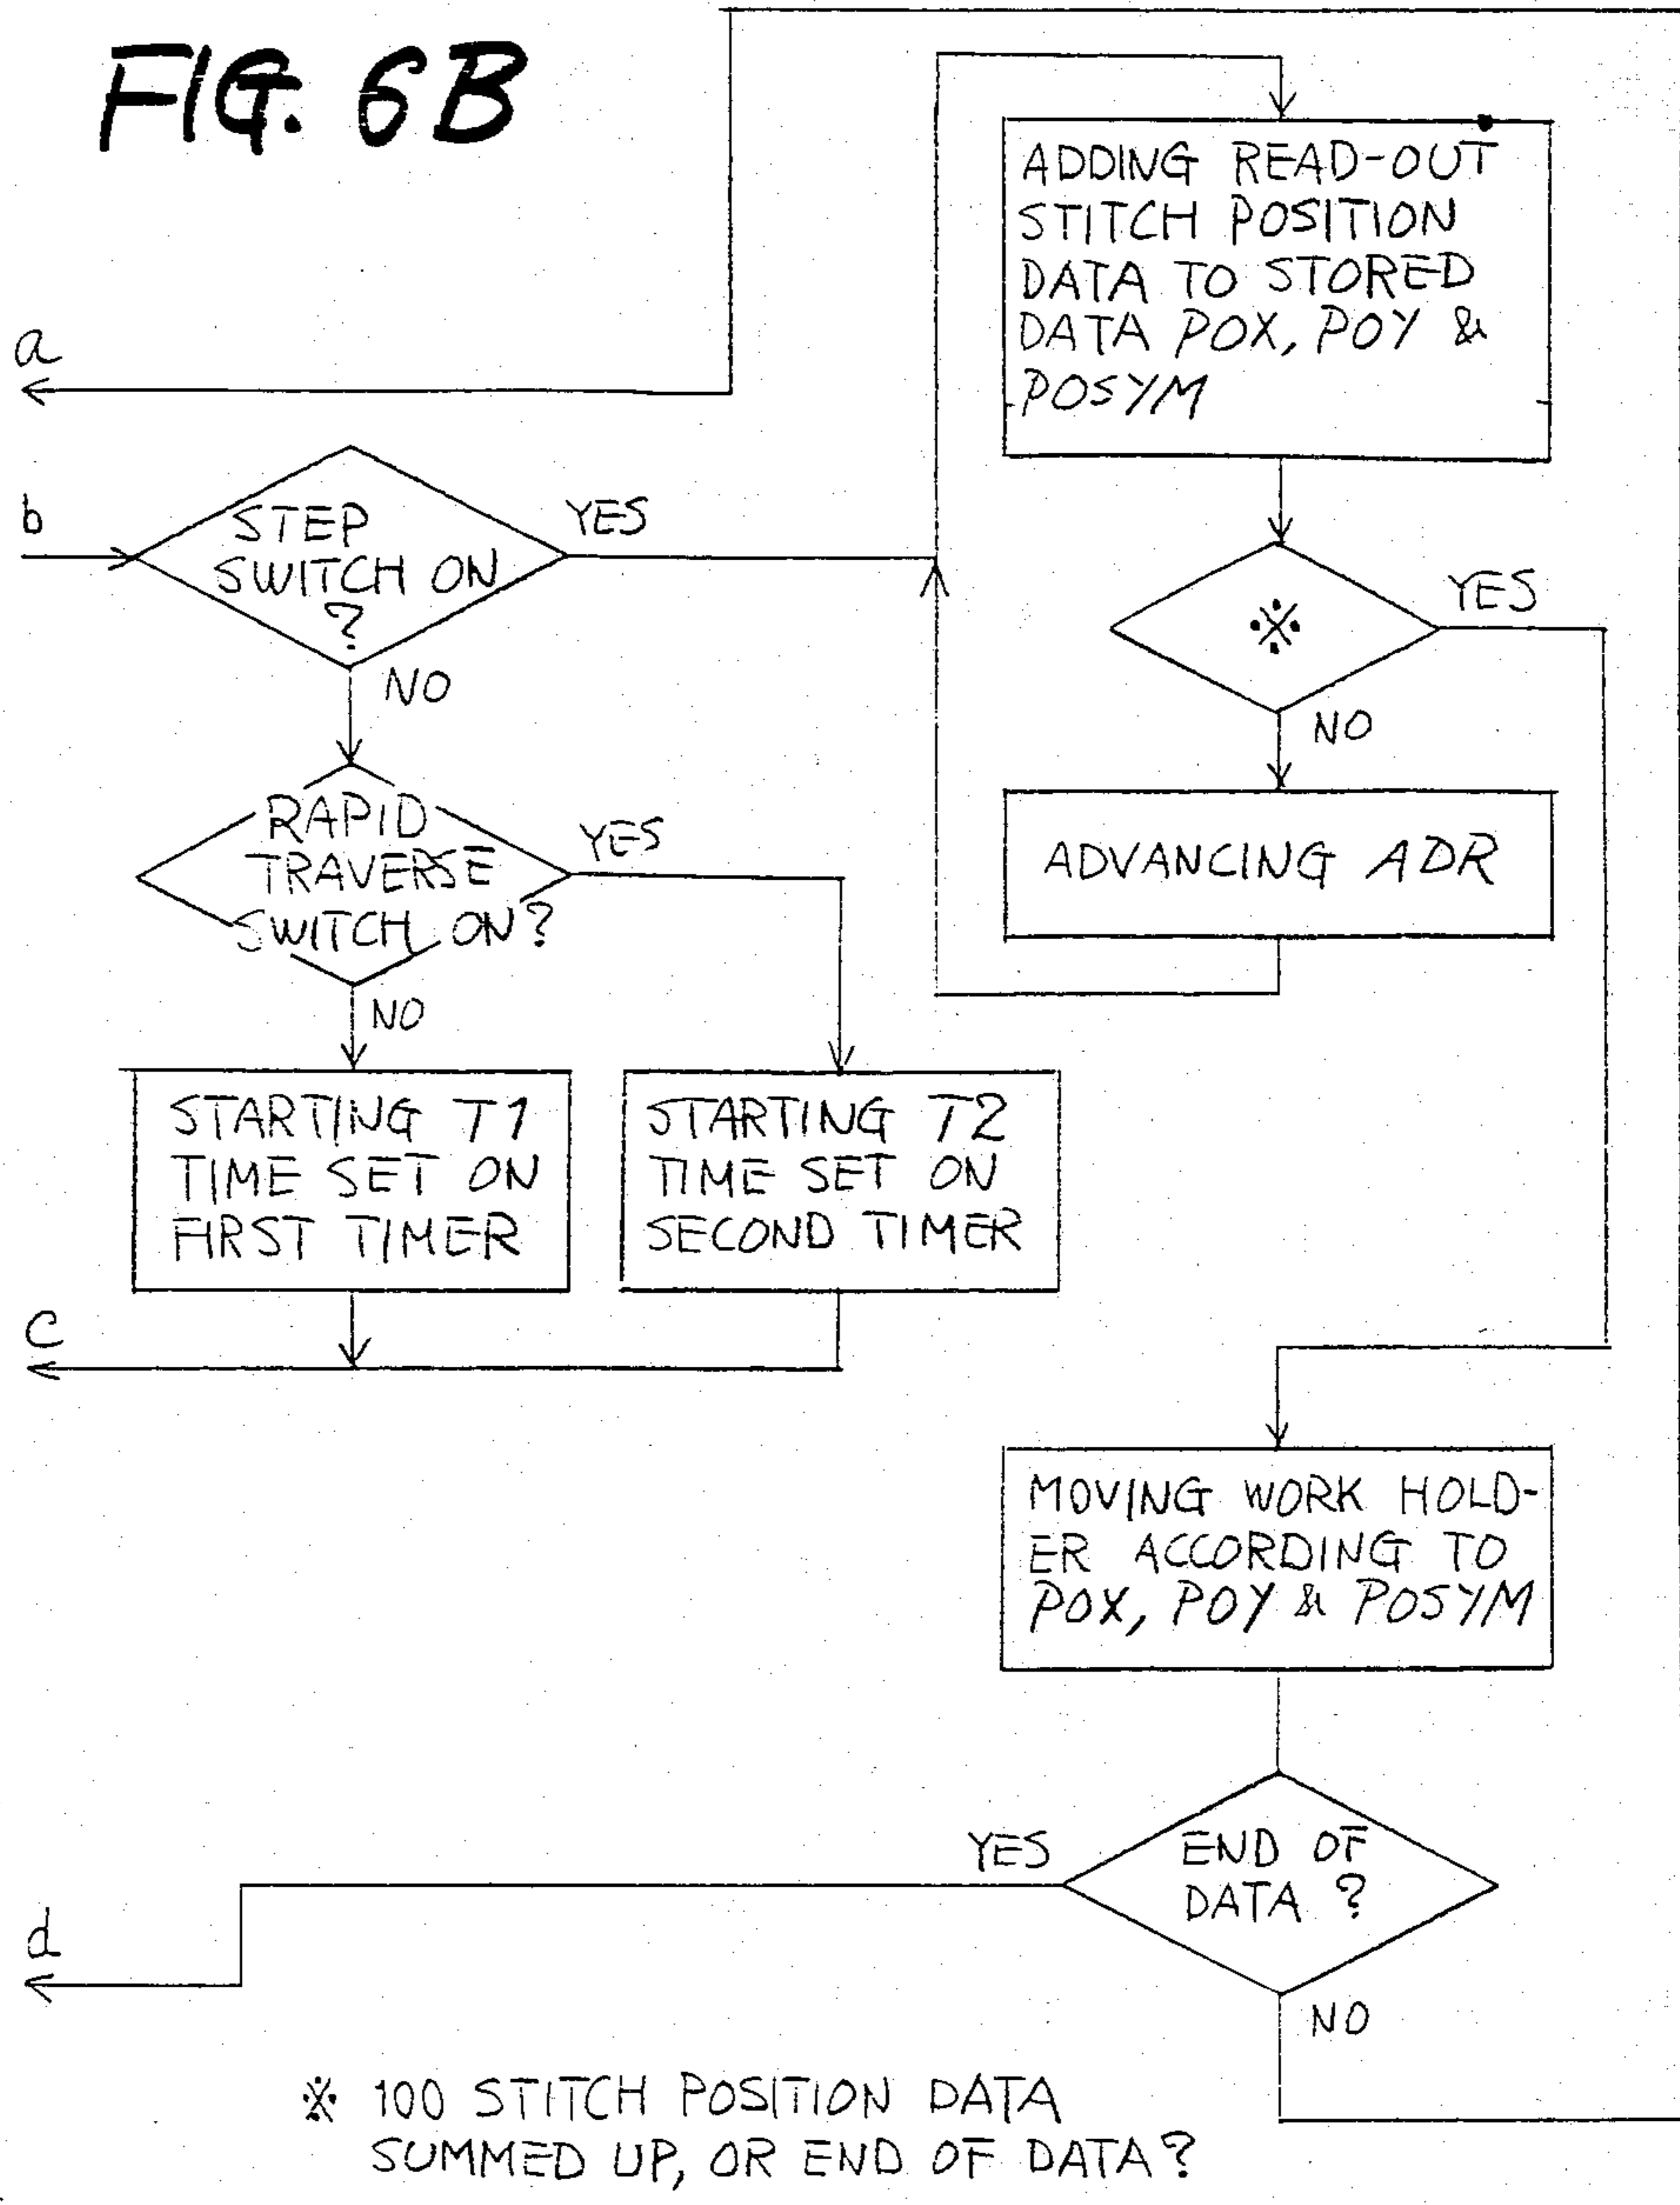 FIG. 6B
ADDING READ-OUT
STITCH POSITION
DATA TO STORED
DATA POX, POY &
POSYM
a
b
STEP
SWITCH ON
?
YES
NO
※
YES
NO
RAPID
TRAVERSE
SWITCH ON?
YES
NO
ADVANCING ADR
STARTING T1
TIME SET ON
FIRST TIMER
STARTING T2
TIME SET ON
SECOND TIMER
c
MOVING WORK HOLD-
ER ACCORDING TO
POX, POY & POSYM
YES
END OF
DATA ?
d
NO
※ 100 STITCH POSITION DATA
SUMMED UP, OR END OF DATA?